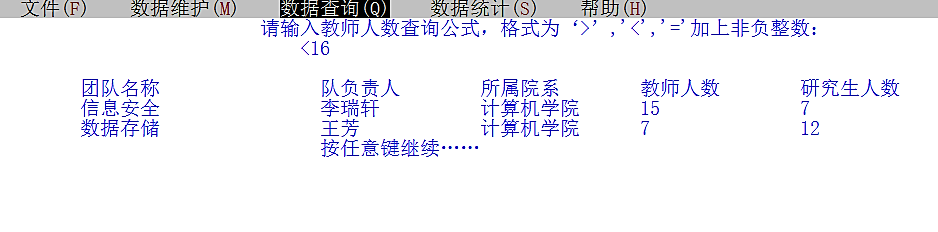 文件(F) 数据维护(M) 数据查询(Q) 数据统计(S) 帮助(H)
请输入教师人数查询公式，格式为 ‘>’ ,'<','='加上非负整数:
<16
团队名称 队负责人 所属院系 教师人数 研究生人数
信息安全 李瑞轩 计算机学院 15 7
数据存储 王芳 计算机学院 7 12
按任意键继续……